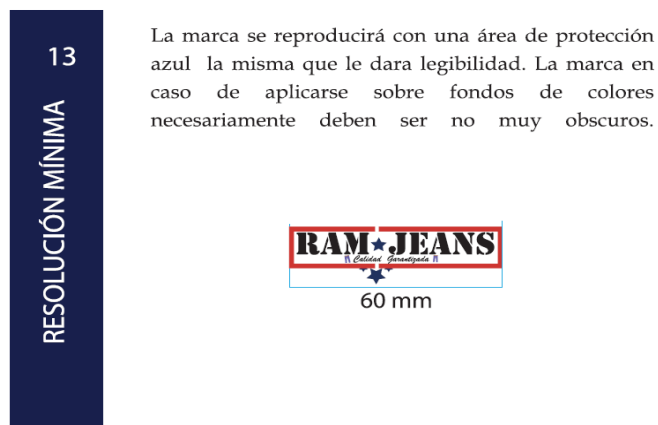 13
RESOLUCIÓN MÍNIMA
La marca se reproducirá con una área de protección
azul la misma que le dara legibilidad. La marca en
caso de aplicarse sobre fondos de colores
necesariamente deben ser no muy obscuros.
RAM JEANS
Calidad Garantizada
60 mm